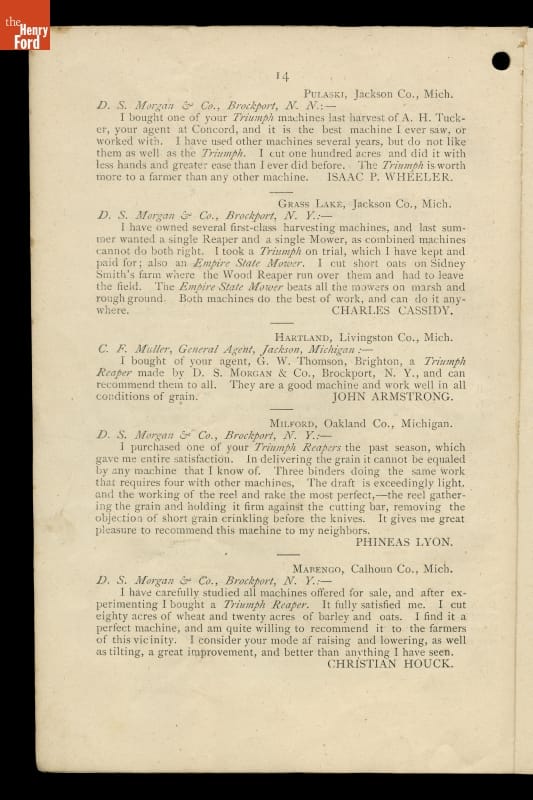 the
Henry
Ford
14
PULASKI, Jackson Co., Mich.
D. S. Morgan & Co., Brockport, N. N.:—
I bought one of your Triumph machines last harvest of A. H. Tuck-
er, your agent at Concord, and it is the best machine I ever saw, or
worked with. I have used other machines several years, but do not like
them as well as the Triumph. I cut one hundred acres and did it with
less hands and greater ease than I ever did before. The Triumph is worth
more to a farmer than any other machine. ISAAC P. WHEELER.
GRASS LAKE, Jackson Co., Mich.
D. S. Morgan & Co., Brockport, N. Y.:—
I have owned several first-class harvesting machines, and last sum-
mer wanted a single Reaper and a single Mower, as combined machines
cannot do both right. I took a Triumph on trial, which I have kept and
paid for; also an Empire State Mower. I cut short oats on Sidney
Smith's farm where the Wood Reaper run over them and had to leave
the field. The Empire State Mower beats all the mowers on marsh and
rough ground. Both machines do the best of work, and can do it any-
where. CHARLES CASSIDY.
HARTLAND, Livingston Co., Mich.
C. F. Muller, General Agent, Jackson, Michigan:—
I bought of your agent, G. W. Thomson, Brighton, a Triumph
Reaper made by D. S. MORGAN & Co., Brockport, N. Y., and can
recommend them to all. They are a good machine and work well in all
conditions of grain. JOHN ARMSTRONG.
MILFORD, Oakland Co., Michigan.
D. S. Morgan & Co., Brockport, N. Y.:—
I purchased one of your Triumph Reapers the past season, which
gave me entire satisfaction. In delivering the grain it cannot be equaled
by any machine that I know of. Three binders doing the same work
that requires four with other machines, The draft is exceedingly light,
and the working of the reel and rake the most perfect,—the reel gather-
ing the grain and holding it firm against the cutting bar, removing the
objection of short grain crinkling before the knives. It gives me great
pleasure to recommend this machine to my neighbors.
PHINEAS LYON.
MARENGO, Calhoun Co., Mich.
D. S. Morgan & Co., Brockport, N. Y.:—
I have carefully studied all machines offered for sale, and after ex-
perimenting I bought a Triumph Reaper. It fully satisfied me. I cut
eighty acres of wheat and twenty acres of barley and oats. I find it a
perfect machine, and am quite willing to recommend it to the farmers
of this vicinity. I consider your mode af raising and lowering, as well
as tilting, a great improvement, and better than anything I have seen.
CHRISTIAN HOUCK.